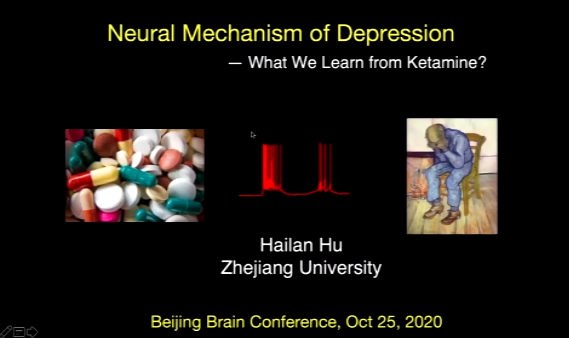 Neural Mechanism of Depression
— What We Learn from Ketamine?
Hailan Hu
Zhejiang University
Beijing Brain Conference, Oct 25, 2020